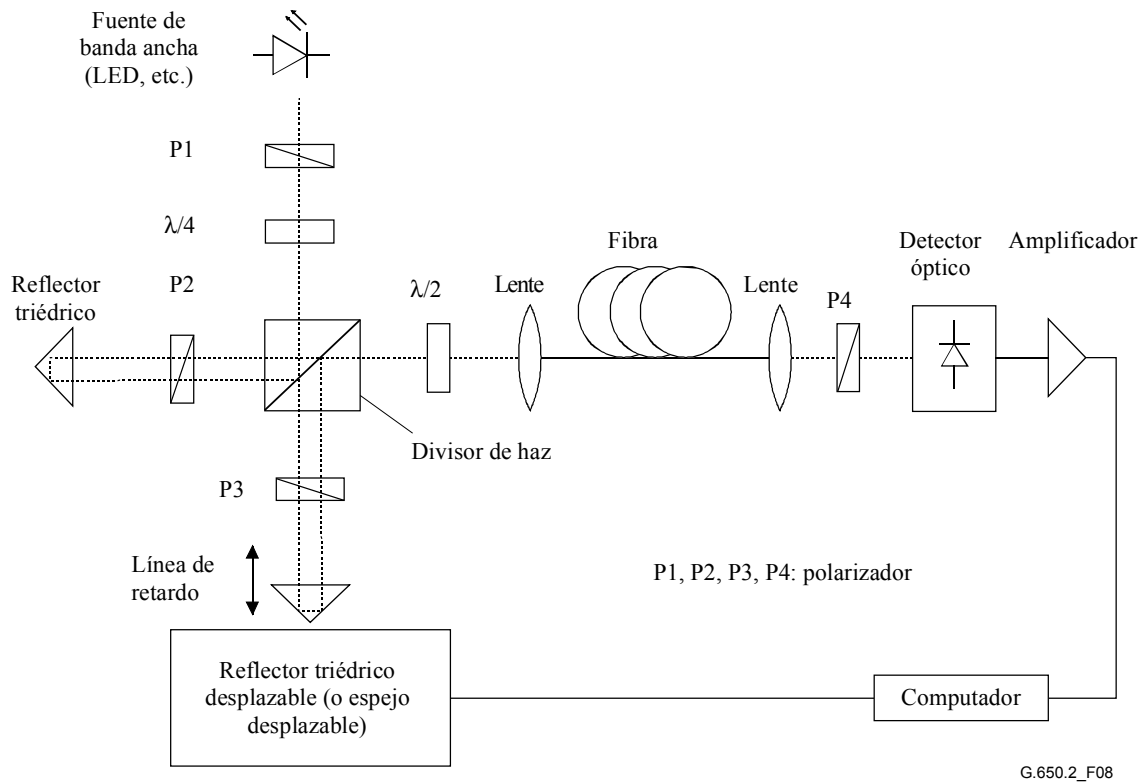 Fuente de
banda ancha
(LED, etc.)
P1
λ/4
Reflector
triédrico
P2
λ/2
Lente
Fibra
Lente
P4
Detector
óptico
Amplificador
Divisor de haz
P3
Línea de
retardo
P1, P2, P3, P4: polarizador
Reflector triédrico
desplazable (o espejo
desplazable)
Computador
G.650.2_F08